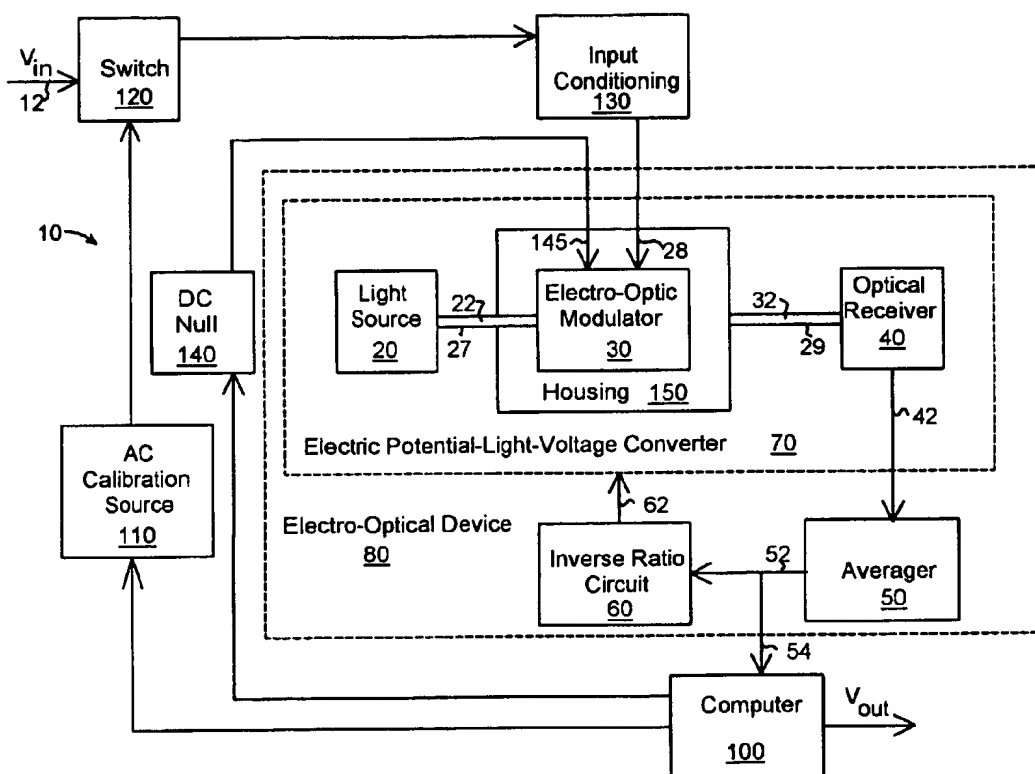 V_in
12
Switch
120
Input
Conditioning
130
10
DC
Null
140
145
28
Light
Source
20
22
27
Electro-Optic
Modulator
30
Housing 150
32
29
Optical
Receiver
40
42
Electric Potential-Light-Voltage Converter 70
AC
Calibration
Source
110
Electro-Optical Device
80
62
Inverse Ratio
Circuit
60
52
Averager
50
54
Computer
100
V_out